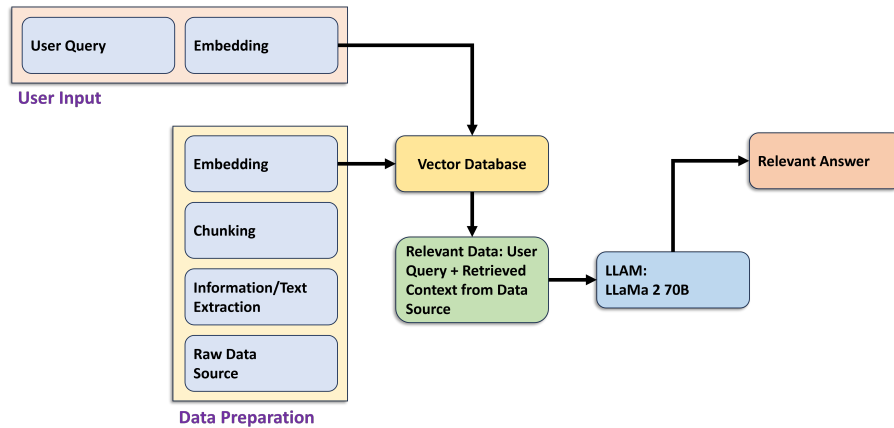 User Query
Embedding
User Input
Embedding
Chunking
Information/Text
Extraction
Raw Data
Source
Data Preparation
Vector Database
Relevant Data: User
Query + Retrieved
Context from Data
Source
LLAM:
LLaMa 2 70B
Relevant Answer